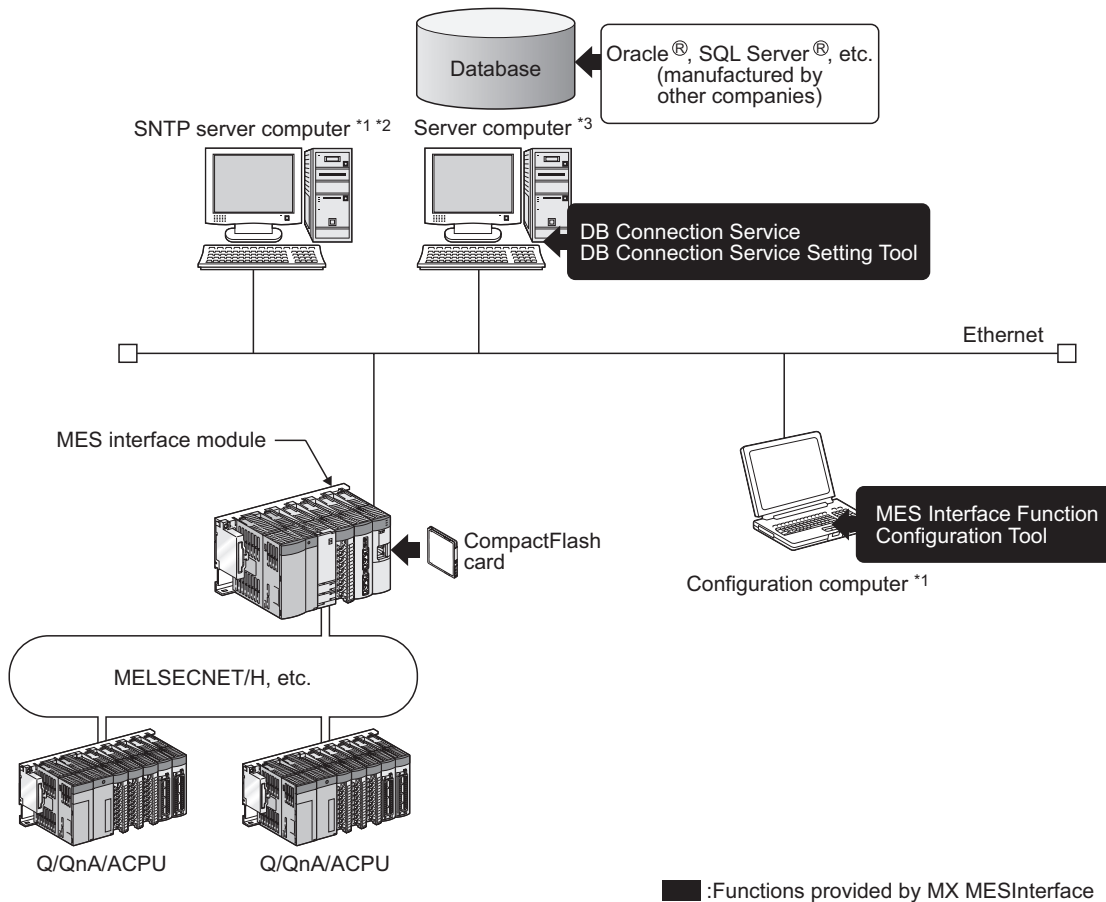 Database
Oracle®, SQL Server®, etc.
(manufactured by
other companies)
SNTP server computer *1 *2
Server computer *3
DB Connection Service
DB Connection Service Setting Tool
Ethernet
MES interface module
CompactFlash
card
MES Interface Function
Configuration Tool
Configuration computer *1
MELSECNET/H, etc.
Q/QnA/ACPU
Q/QnA/ACPU
:Functions provided by MX MESInterface